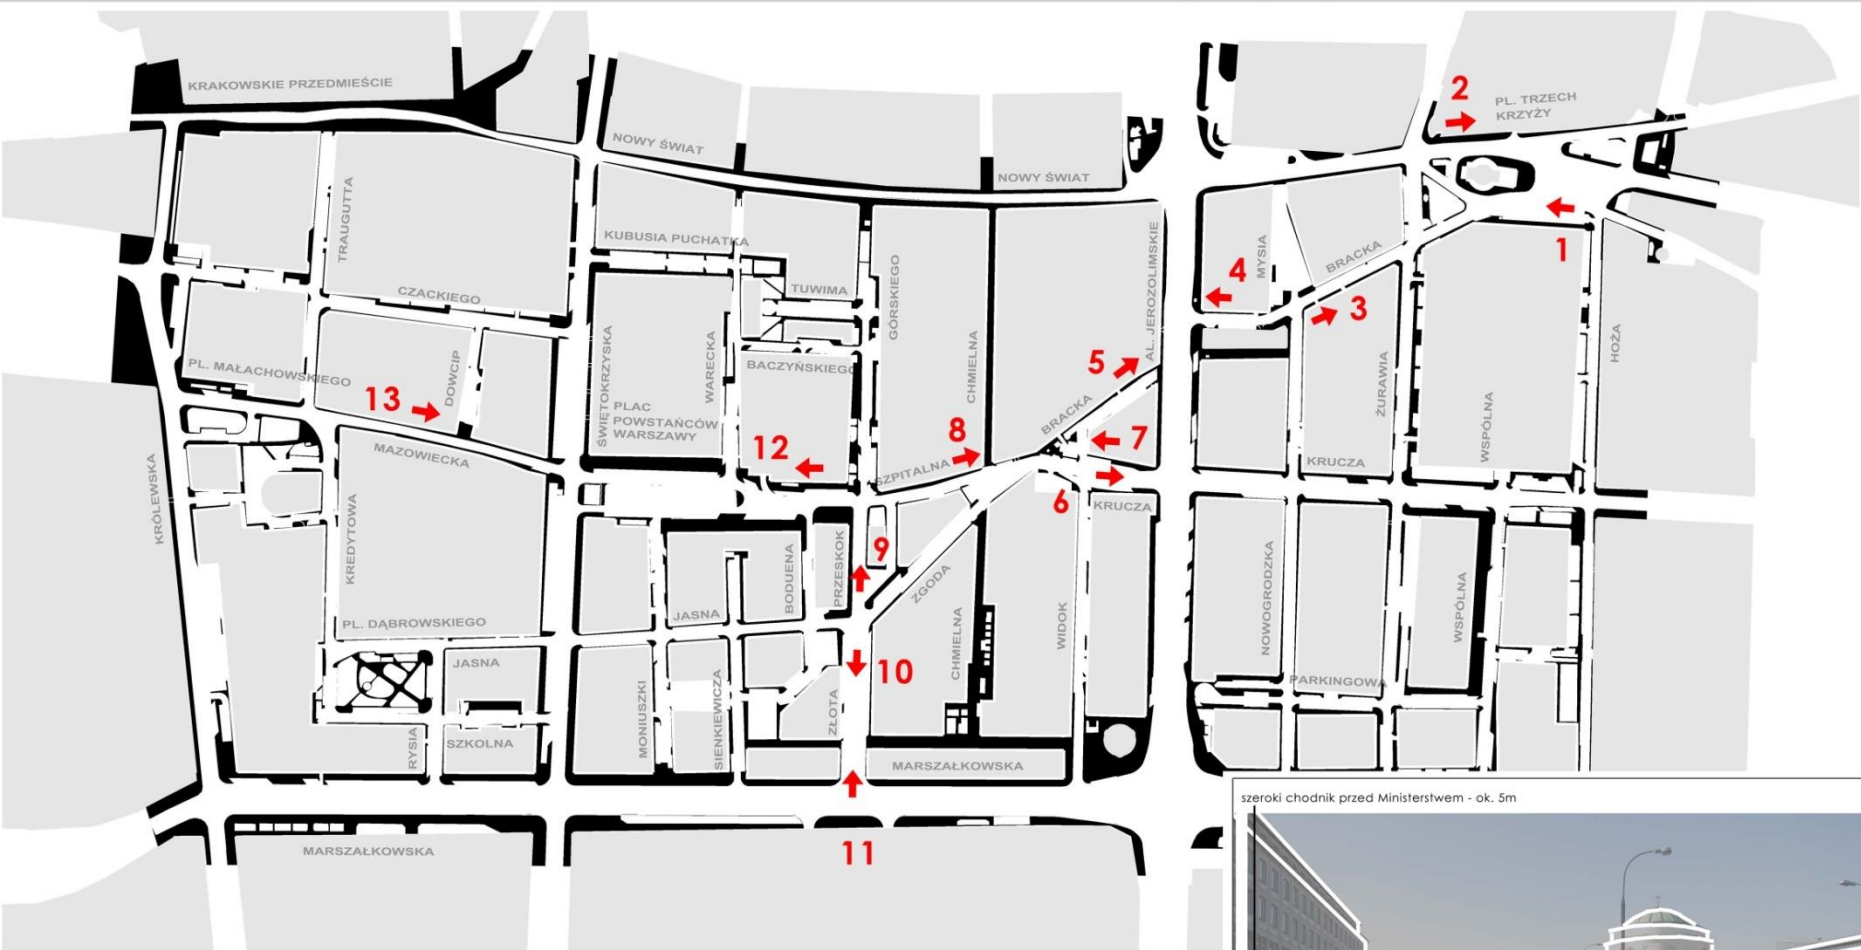 KRAKOWSKIE PRZEDMIEŚCIE
2
PL. TRZECH
KRZYŻY
NOWY ŚWIAT
NOWY ŚWIAT
TRAUGUTTA
KUBUSIA PUCHATKA
AL. JEROZOLIMSKIE
MYSIA
BRACKA
1
4
3
CZACKIEGO
TUWIMA
GÓRSKIEGO
HOŻA
PL. MAŁACHOWSKIEGO
DOWCIP
ŚWIĘTOKRZYSKA
WARECKA
BACZYŃSKIEGO
CHMIELNA
5
ŻURAWIA
13
PLAC
POWSTAŃCÓW
WARSZAWY
BRACKA
WSPÓLNA
12
8
7
MAZOWIECKA
SZPITALNA
KRUCZA
KRÓLEWSKA
KREDYTOWA
6
KRUCZA
9
BODUENA
PRZESKOK
ZGODA
NOWOGRODZKA
WSPÓLNA
PL. DĄBROWSKIEGO
JASNA
CHMIELNA
WIDOK
JASNA
10
PARKINGOWA
RYSIA
SZKOLNA
MONIUSZKI
SIENKIEWICZA
ZŁOTA
MARSZAŁKOWSKA
szeroki chodnik przed Ministerstwem - ok. 5m
MARSZAŁKOWSKA
11